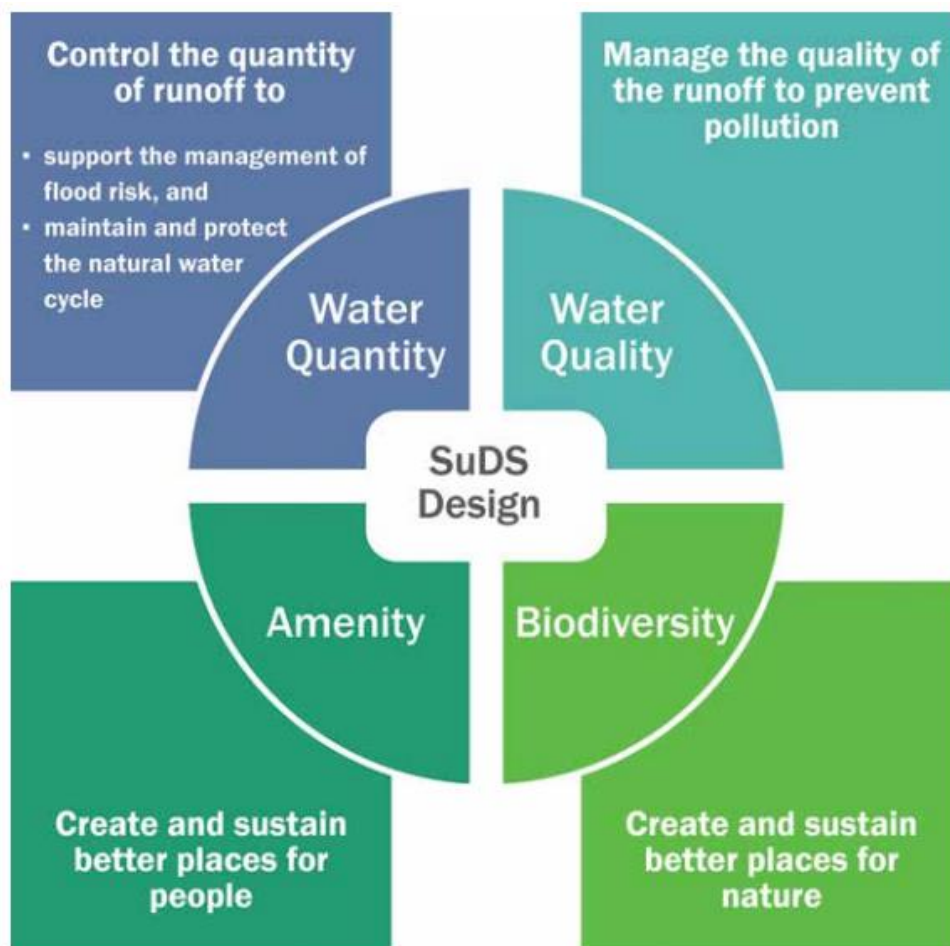 Control the quantity
of runoff to
• support the management of
flood risk, and
• maintain and protect
the natural water
cycle
Manage the quality of
the runoff to prevent
pollution
Water
Quantity
Water
Quality
SuDS
Design
Amenity
Biodiversity
Create and sustain
better places for
people
Create and sustain
better places for
nature